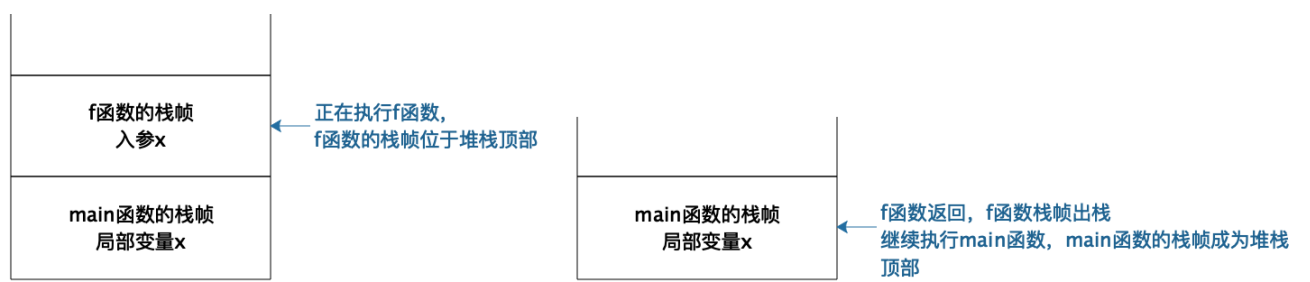 f函数的栈帧
入参x
正在执行f函数，
f函数的栈帧位于堆栈顶部
main函数的栈帧
局部变量x
main函数的栈帧
局部变量x
f函数返回，f函数栈帧出栈
继续执行main函数，main函数的栈帧成为堆栈
顶部